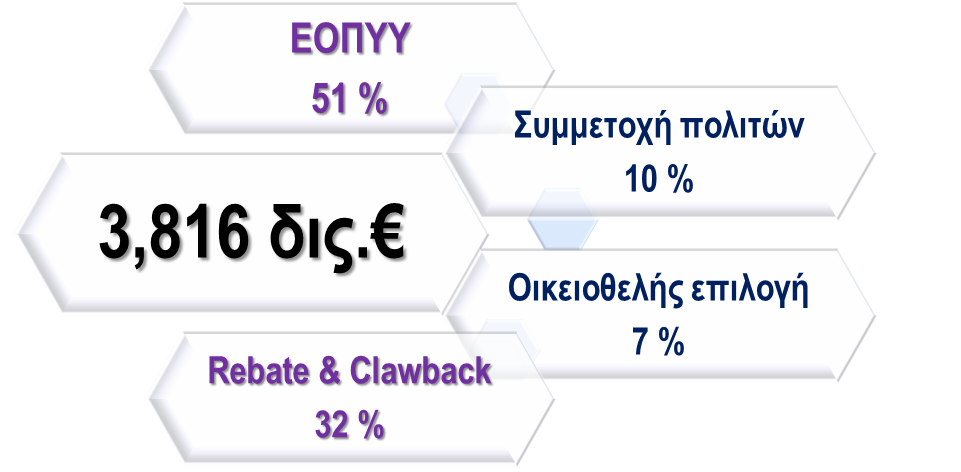 ΕΟΠΥΥ
51 %
Συμμετοχή πολιτών
10 %
3,816 δις.€
Οικειοθελής επιλογή
7 %
Rebate & Clawback
32 %